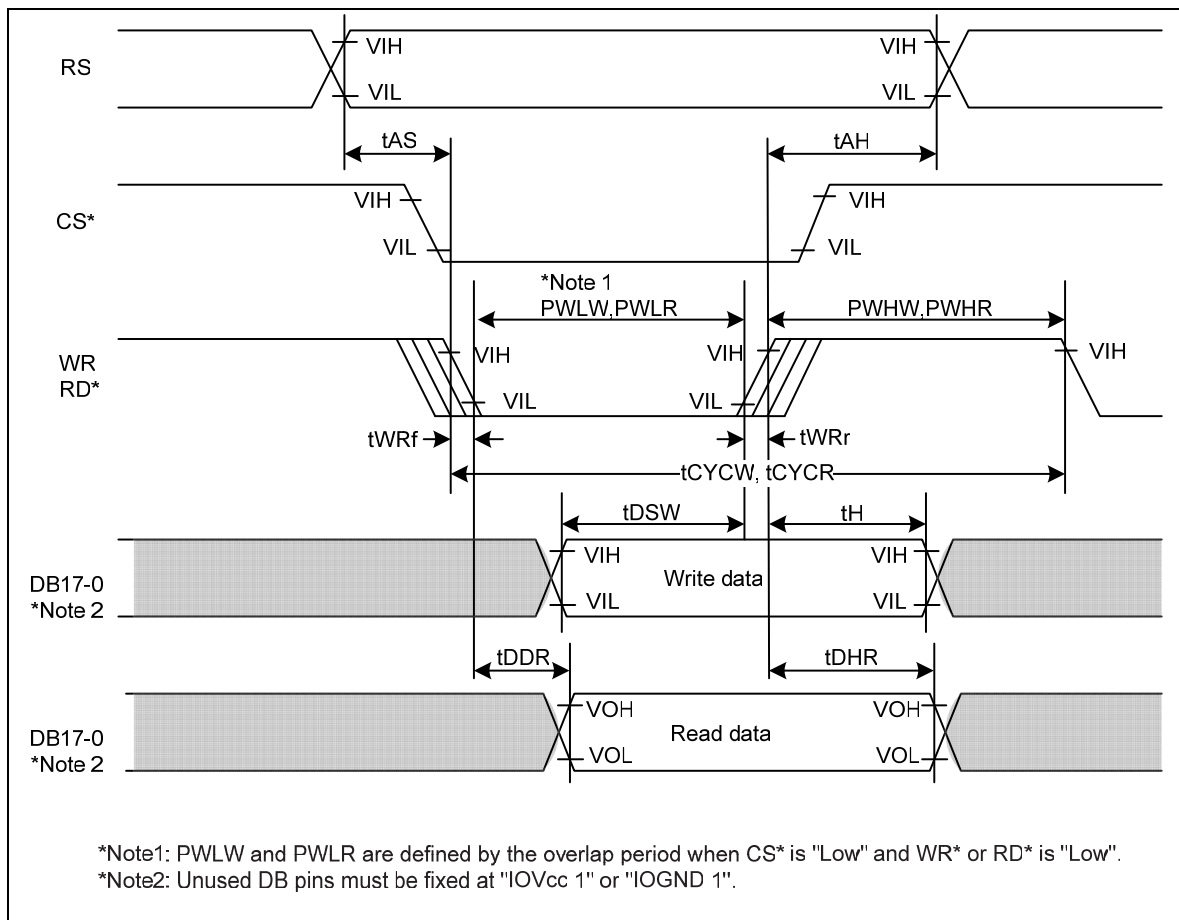 RS
VIH
VIH
VIL
VIL
tAS
tAH
CS*
VIH
VIH
VIL
VIL
*Note 1
PWLW,PWLR
PWHW,PWHR
WR
RD*
VIH
VIH
VIH
VIL
VIL
tWRf
tWRr
tCYCW, tCYCR
tDSW
tH
DB17-0
*Note 2
VIH
VIH
Write data
VIL
VIL
tDDR
tDHR
DB17-0
*Note 2
VOH
VOH
Read data
VOL
VOL
*Note1: PWLW and PWLR are defined by the overlap period when CS* is "Low" and WR* or RD* is "Low".
*Note2: Unused DB pins must be fixed at "IOVcc 1" or "IOGND 1".